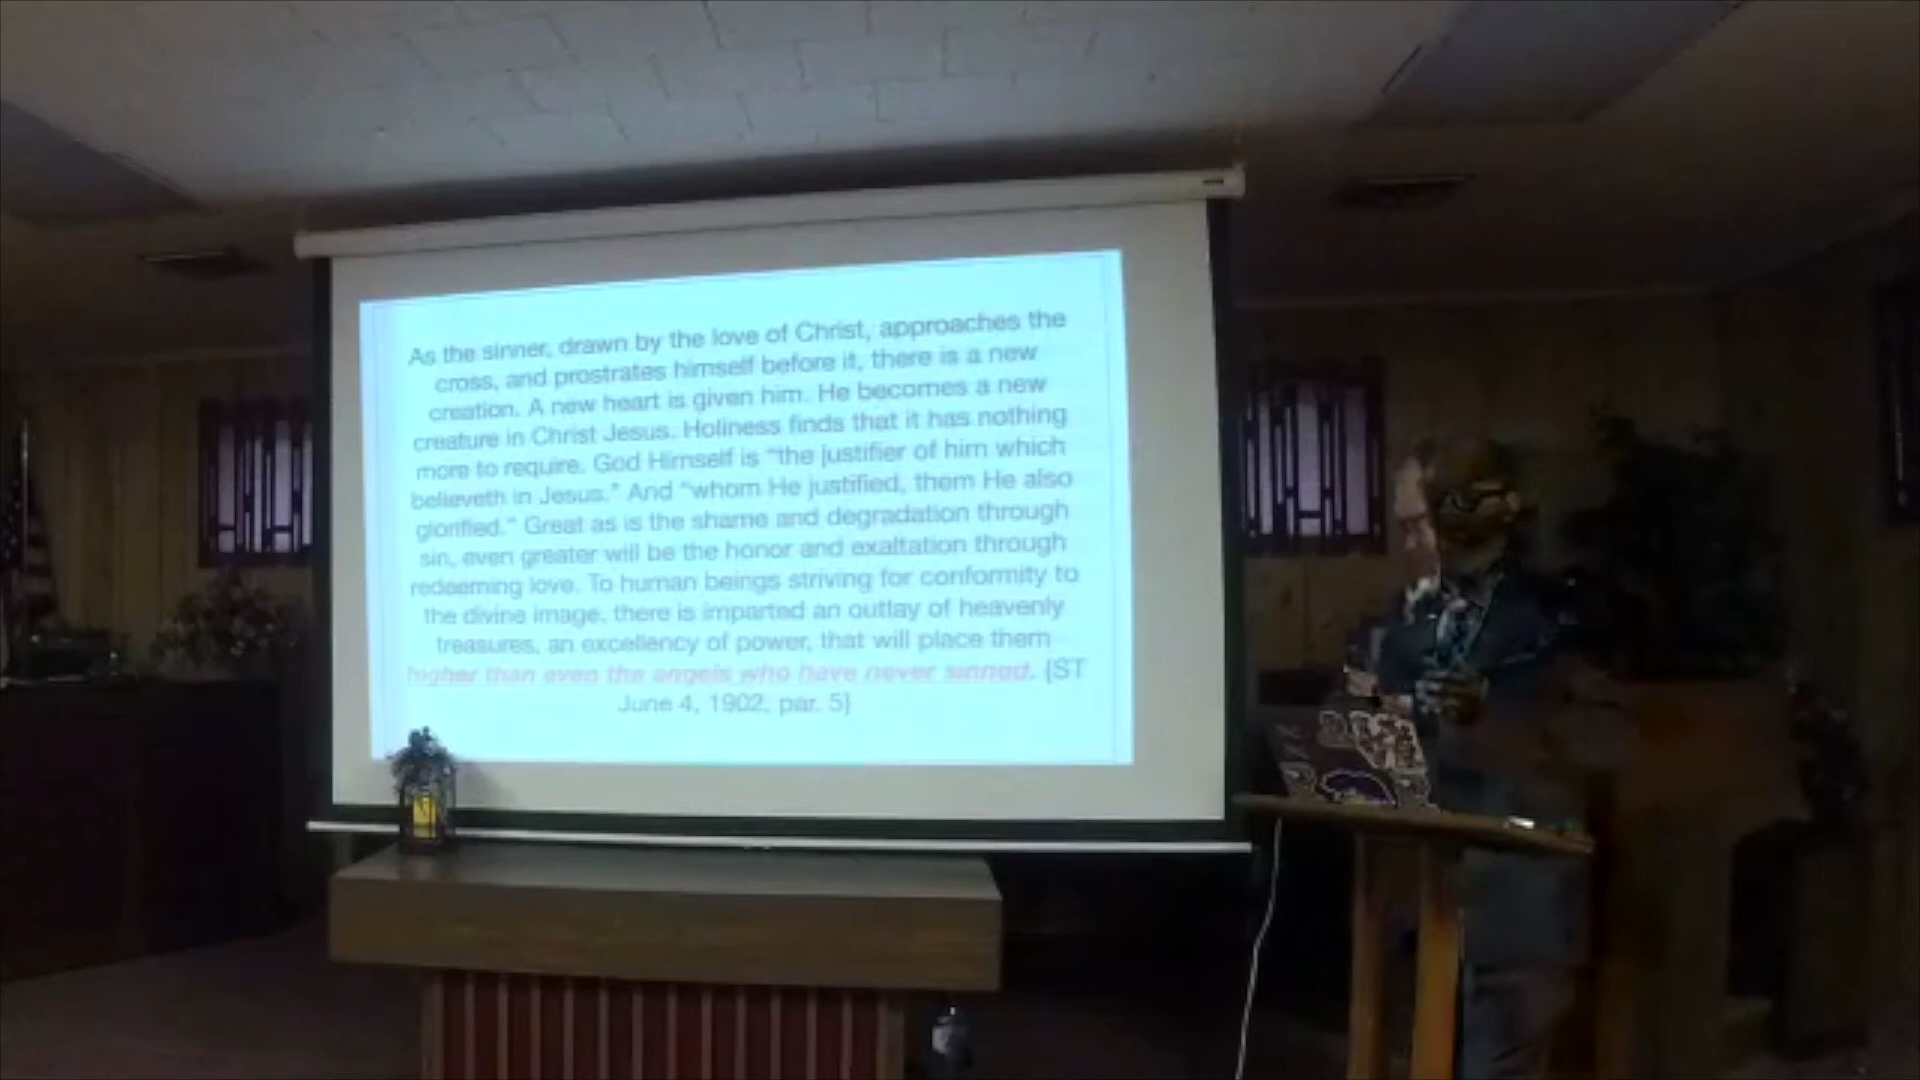 As the sinner, drawn by the love of Christ, approaches the
cross, and prostrates himself before it, there is a new
creation. A new heart is given him. He becomes a new
creature in Christ Jesus. Holiness finds that it has nothing
more to require. God Himself is "the justifier of him which
believeth in Jesus." And "whom He justified, them He also
glorified." Great as is the shame and degradation through
sin, even greater will be the honor and exaltation through
redeeming love. To human beings striving for conformity to
the divine image, there is imparted an outlay of heavenly
treasures, an excellency of power, that will place them
higher than even the angels who have never sinned. {ST
June 4, 1902, par. 5}